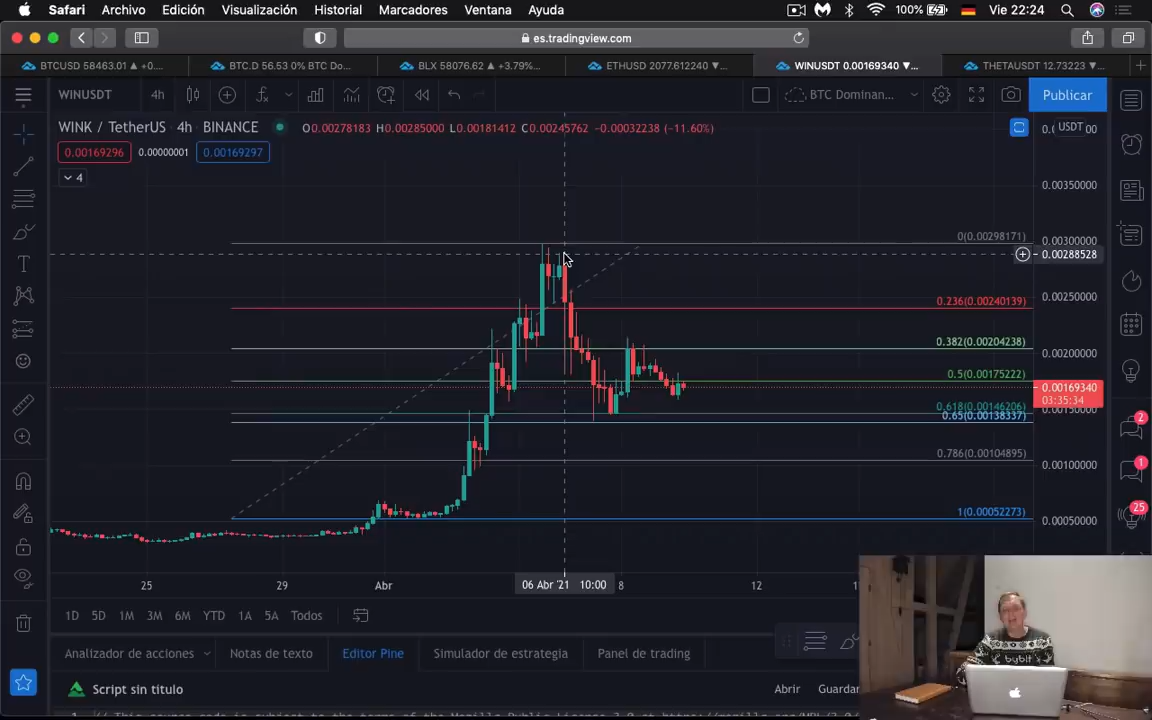 Safari Archivo Edición Visualización Historial Marcadores Ventana Ayuda 100% Vie 22:24
es.tradingview.com
BTCUSD 58463.01 ▲ +0... BTC.D 56.53 0% BTC Do... BLX 58076.62 ▲ +3.79%... ETHUSD 2077.612240 ▼... WINUSDT 0.00169340 ▼... THETAUSDT 12.73223 ▼...
WINUSDT 4h BTC Dominan... Publicar
WINK / TetherUS · 4h · BINANCE O0.00278183 H0.00285000 L0.00181412 C0.00245762 -0.00032238 (-11.60%) USDT
0.00169296 0.00000001 0.00169297
4
0.00350000
0(0.00298171) 0.00300000
0.00288528
0.236(0.00240139) 0.00250000
0.382(0.00204238) 0.00200000
0.5(0.00175222)
0.00169340
03:35:34
0.618(0.00146206)
0.65(0.00138337)
0.786(0.00104895) 0.00100000
1(0.00052273) 0.00050000
2
1
25
25 29 Abr 06 Abr '21 10:00 8 12
1D 5D 1M 3M 6M YTD 1A 5A Todos
Analizador de acciones Notas de texto Editor Pine Simulador de estrategia Panel de trading
Script sin título Abrir Guardar
bybit